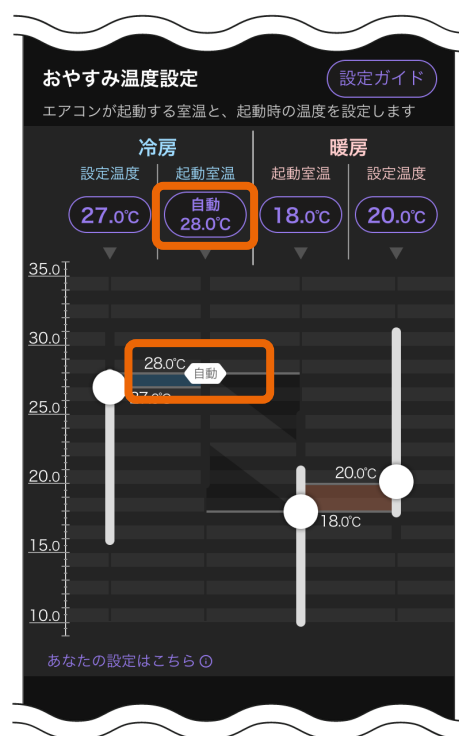 おやすみ温度設定
設定ガイド
エアコンが起動する室温と、起動時の温度を設定します
冷房
暖房
設定温度
起動室温
起動室温
設定温度
27.0℃
自動
28.0℃
18.0℃
20.0℃
35.0
30.0
28.0℃
自動
27.0℃
25.0
20.0
20.0℃
18.0℃
15.0
10.0
あなたの設定はこちら